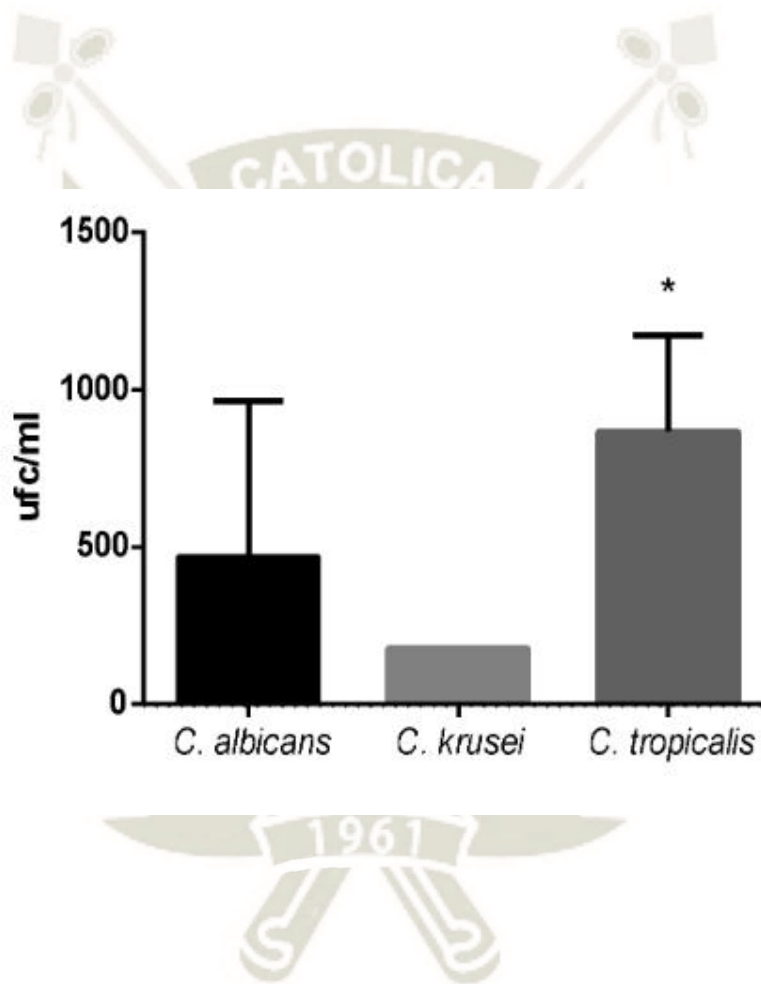 CATOLICA
1500
*
1000
500
0
ufc/ml
C. albicans C. krusei C. tropicalis
1961